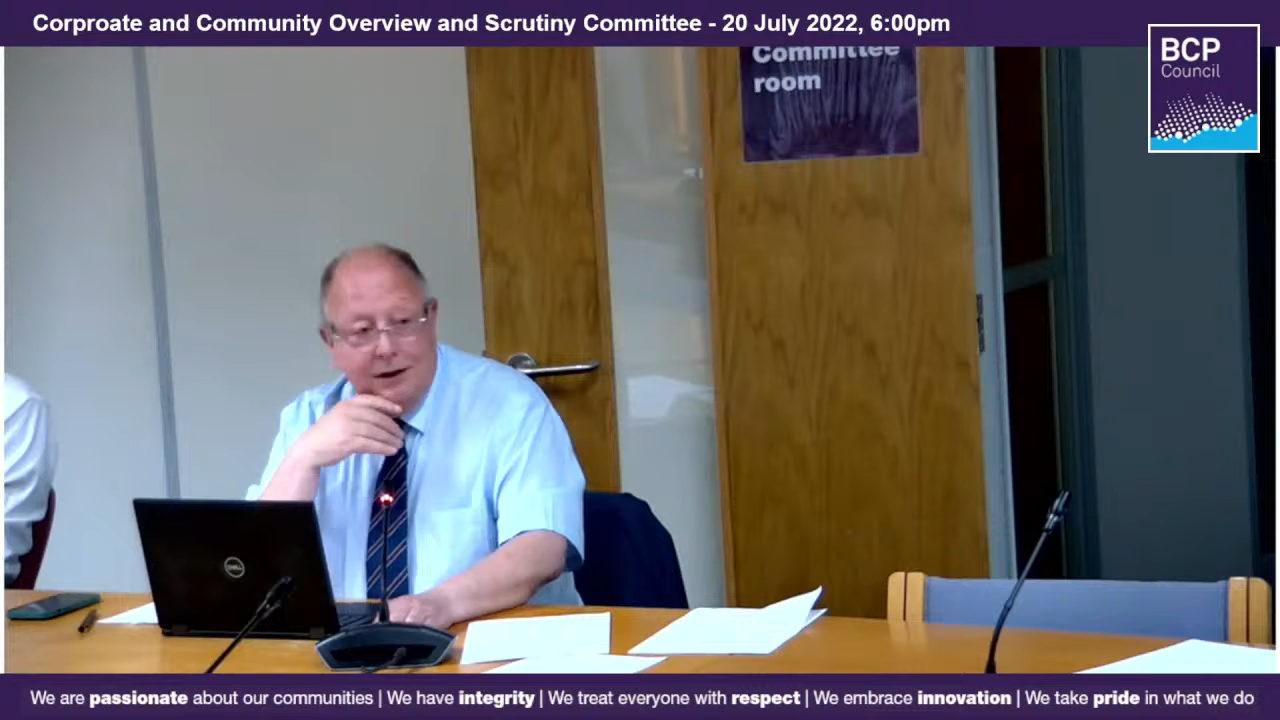 Corproate and Community Overview and Scrutiny Committee - 20 July 2022, 6:00pm
BCP
Council
Committee
room
DELL
We are passionate about our communities | We have integrity | We treat everyone with respect | We embrace innovation | We take pride in what we do